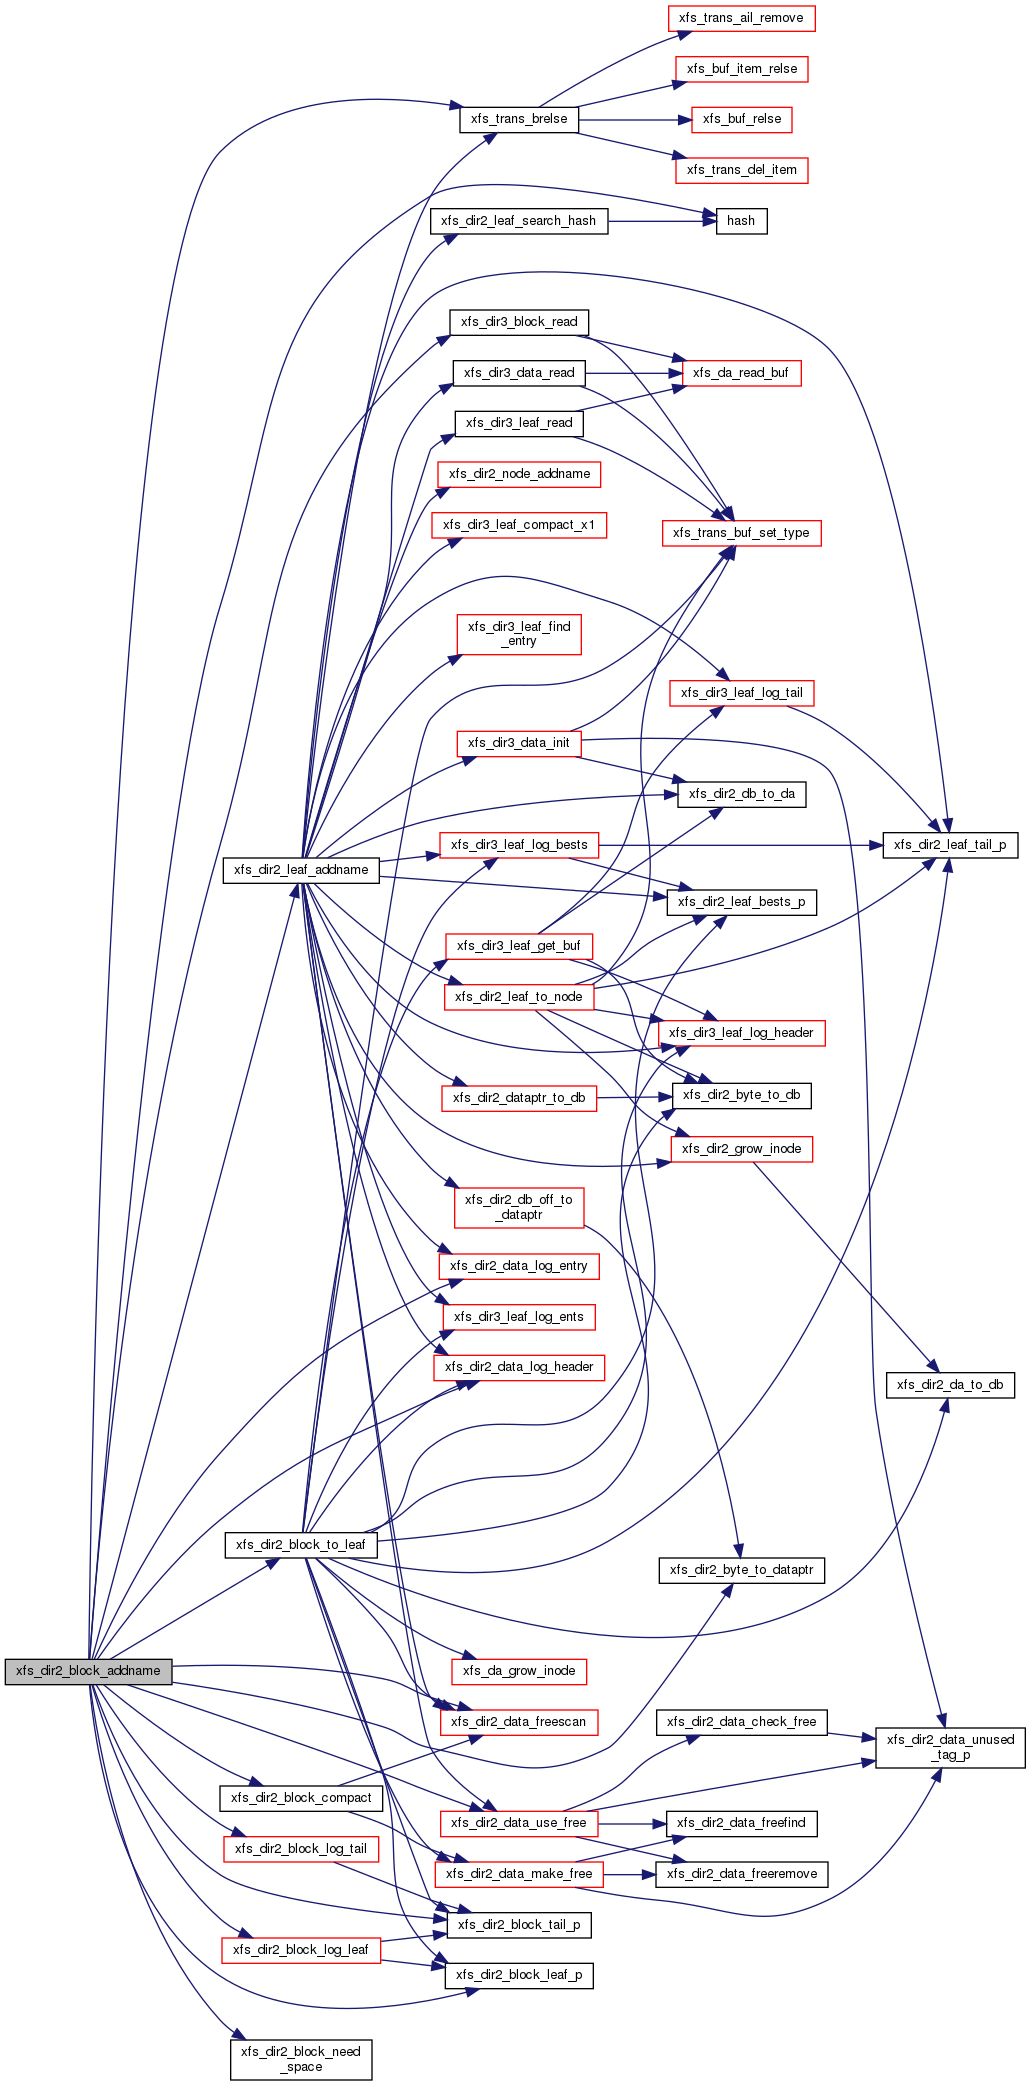 xfs_trans_ail_remove
xfs_buf_item_relse
xfs_trans_brelse
xfs_buf_relse
xfs_trans_del_item
xfs_dir2_leaf_search_hash
hash
xfs_dir3_block_read
xfs_dir3_data_read
xfs_da_read_buf
xfs_dir3_leaf_read
xfs_dir2_node_addname
xfs_dir3_leaf_compact_x1
xfs_trans_buf_set_type
xfs_dir3_leaf_find
_entry
xfs_dir3_leaf_log_tail
xfs_dir3_data_init
xfs_dir2_db_to_da
xfs_dir3_leaf_log_bests
xfs_dir2_leaf_tail_p
xfs_dir2_leaf_addname
xfs_dir2_leaf_bests_p
xfs_dir3_leaf_get_buf
xfs_dir2_leaf_to_node
xfs_dir3_leaf_log_header
xfs_dir2_dataptr_to_db
xfs_dir2_byte_to_db
xfs_dir2_grow_inode
xfs_dir2_db_off_to
_dataptr
xfs_dir2_data_log_entry
xfs_dir3_leaf_log_ents
xfs_dir2_data_log_header
xfs_dir2_da_to_db
xfs_dir2_block_to_leaf
xfs_dir2_byte_to_dataptr
xfs_dir2_block_addname
xfs_da_grow_inode
xfs_dir2_data_freescan
xfs_dir2_data_check_free
xfs_dir2_data_unused
_tag_p
xfs_dir2_block_compact
xfs_dir2_data_use_free
xfs_dir2_data_freefind
xfs_dir2_block_log_tail
xfs_dir2_data_make_free
xfs_dir2_data_freeremove
xfs_dir2_block_tail_p
xfs_dir2_block_log_leaf
xfs_dir2_block_leaf_p
xfs_dir2_block_need
_space